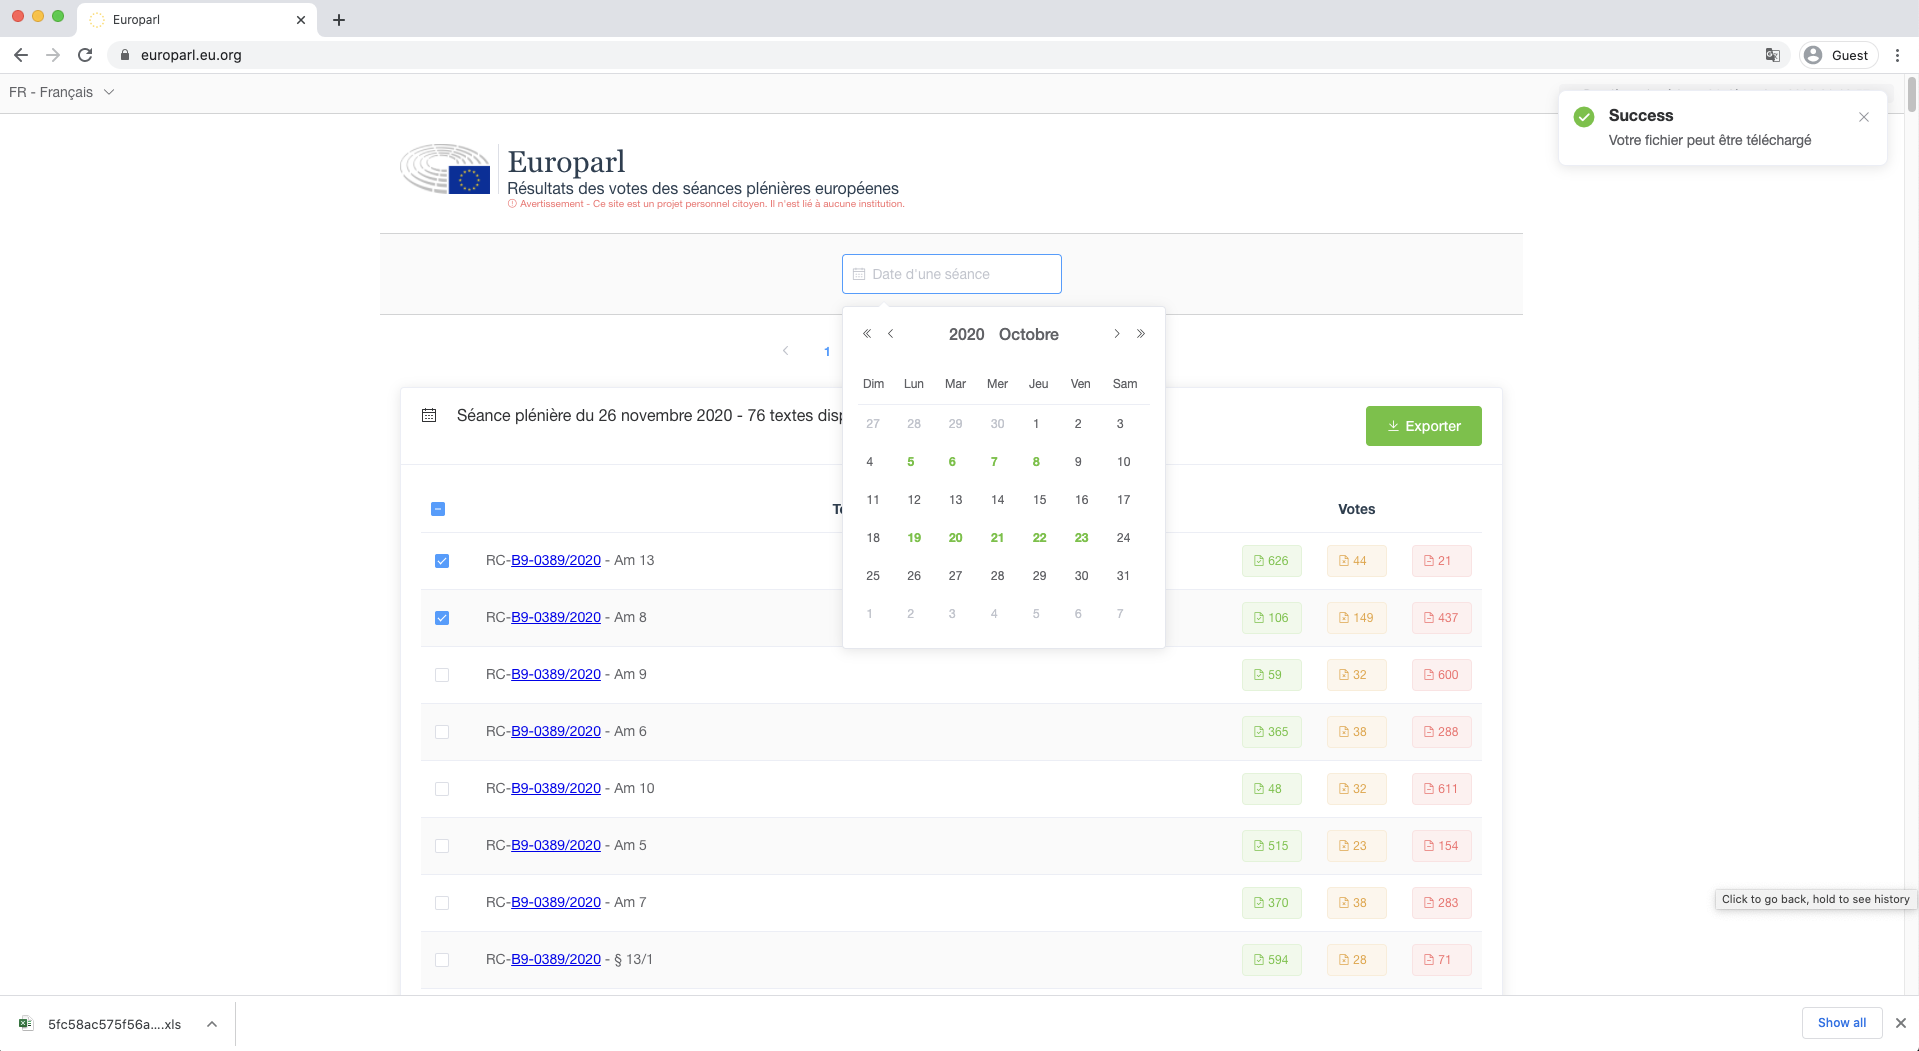 Europarl
europarl.eu.org
Guest
FR - Français
Success
Votre fichier peut être téléchargé
Europarl
Résultats des votes des séances plénières européenes
Avertissement - Ce site est un projet personnel citoyen. Il n'est lié à aucune institution.
Date d'une séance
2020 Octobre
1
Dim Lun Mar Mer Jeu Ven Sam
27 28 29 30 1 2 3
4 5 6 7 8 9 10
11 12 13 14 15 16 17
18 19 20 21 22 23 24
25 26 27 28 29 30 31
1 2 3 4 5 6 7
Séance plénière du 26 novembre 2020 - 76 textes
Exporter
Votes
RC-B9-0389/2020 - Am 13 626 44 21
RC-B9-0389/2020 - Am 8 106 149 437
RC-B9-0389/2020 - Am 9 59 32 600
RC-B9-0389/2020 - Am 6 365 38 288
RC-B9-0389/2020 - Am 10 48 32 611
RC-B9-0389/2020 - Am 5 515 23 154
RC-B9-0389/2020 - Am 7 370 38 283
Click to go back, hold to see history
RC-B9-0389/2020 - § 13/1 594 28 71
5fc58ac575f56a....xls
Show all